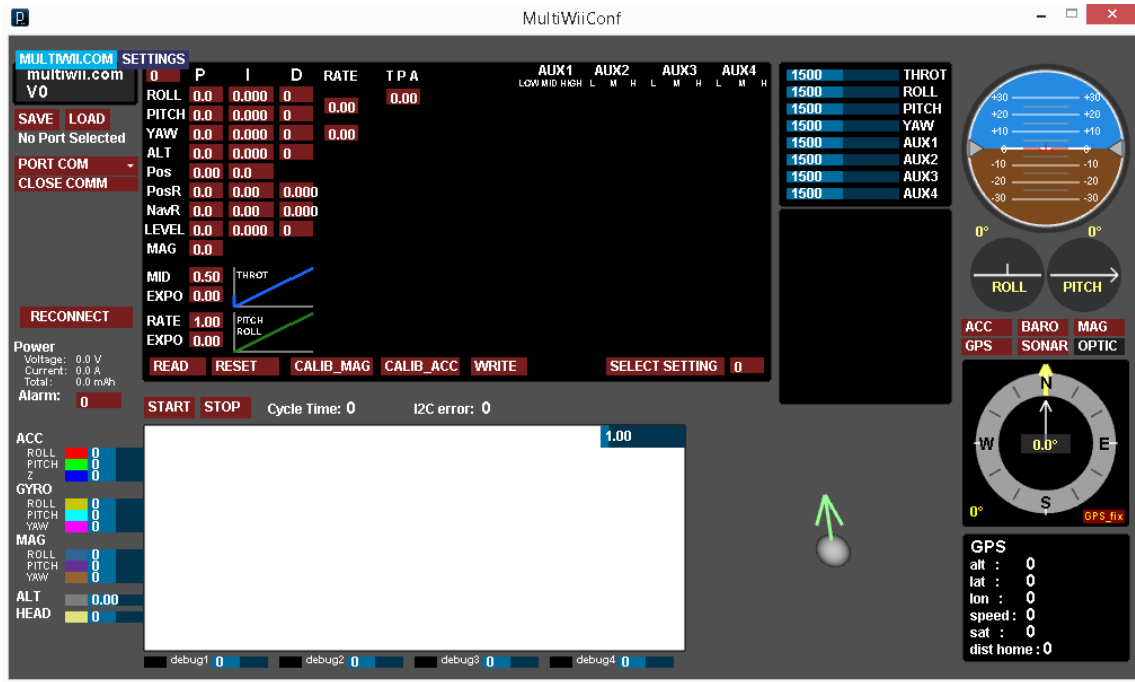 MultiWiiConf
MULTIWII.COM SETTINGS
multiwii.com
V0
SAVE LOAD
No Port Selected
PORT COM
CLOSE COMM
RECONNECT
Power
Voltage: 0.0 V
Current: 0.0 A
Total: 0.0 mAh
Alarm: 0
0 P I D RATE T P A
AUX1 AUX2 AUX3 AUX4
LOW MID HIGH L M H L M H L M H
ROLL 0.0 0.000 0
0.00 0.00
PITCH 0.0 0.000 0
YAW 0.0 0.000 0 0.00
ALT 0.0 0.000 0
Pos 0.00 0.0
PosR 0.0 0.00 0.000
NavR 0.0 0.00 0.000
LEVEL 0.0 0.000 0
MAG 0.0
MID 0.50 THROT
EXPO 0.00
RATE 1.00 PITCH
ROLL
EXPO 0.00
READ RESET CALIB_MAG CALIB_ACC WRITE SELECT SETTING 0
1500 THROT
1500 ROLL
1500 PITCH
1500 YAW
1500 AUX1
1500 AUX2
1500 AUX3
1500 AUX4
+30 +30
+20 +20
+10 +10
0 0
-10 -10
-20 -20
-30 -30
0° 0°
ROLL PITCH
ACC BARO MAG
GPS SONAR OPTIC
N
W 0.0° E
S
0° GPS_fix
START STOP Cycle Time: 0 I2C error: 0
1.00
ACC
ROLL 0
PITCH 0
Z 0
GYRO
ROLL 0
PITCH 0
YAW 0
MAG
ROLL 0
PITCH 0
YAW 0
ALT 0.00
HEAD 0
debug1 0 debug2 0 debug3 0 debug4 0
GPS
alt : 0
lat : 0
lon : 0
speed : 0
sat : 0
dist home : 0